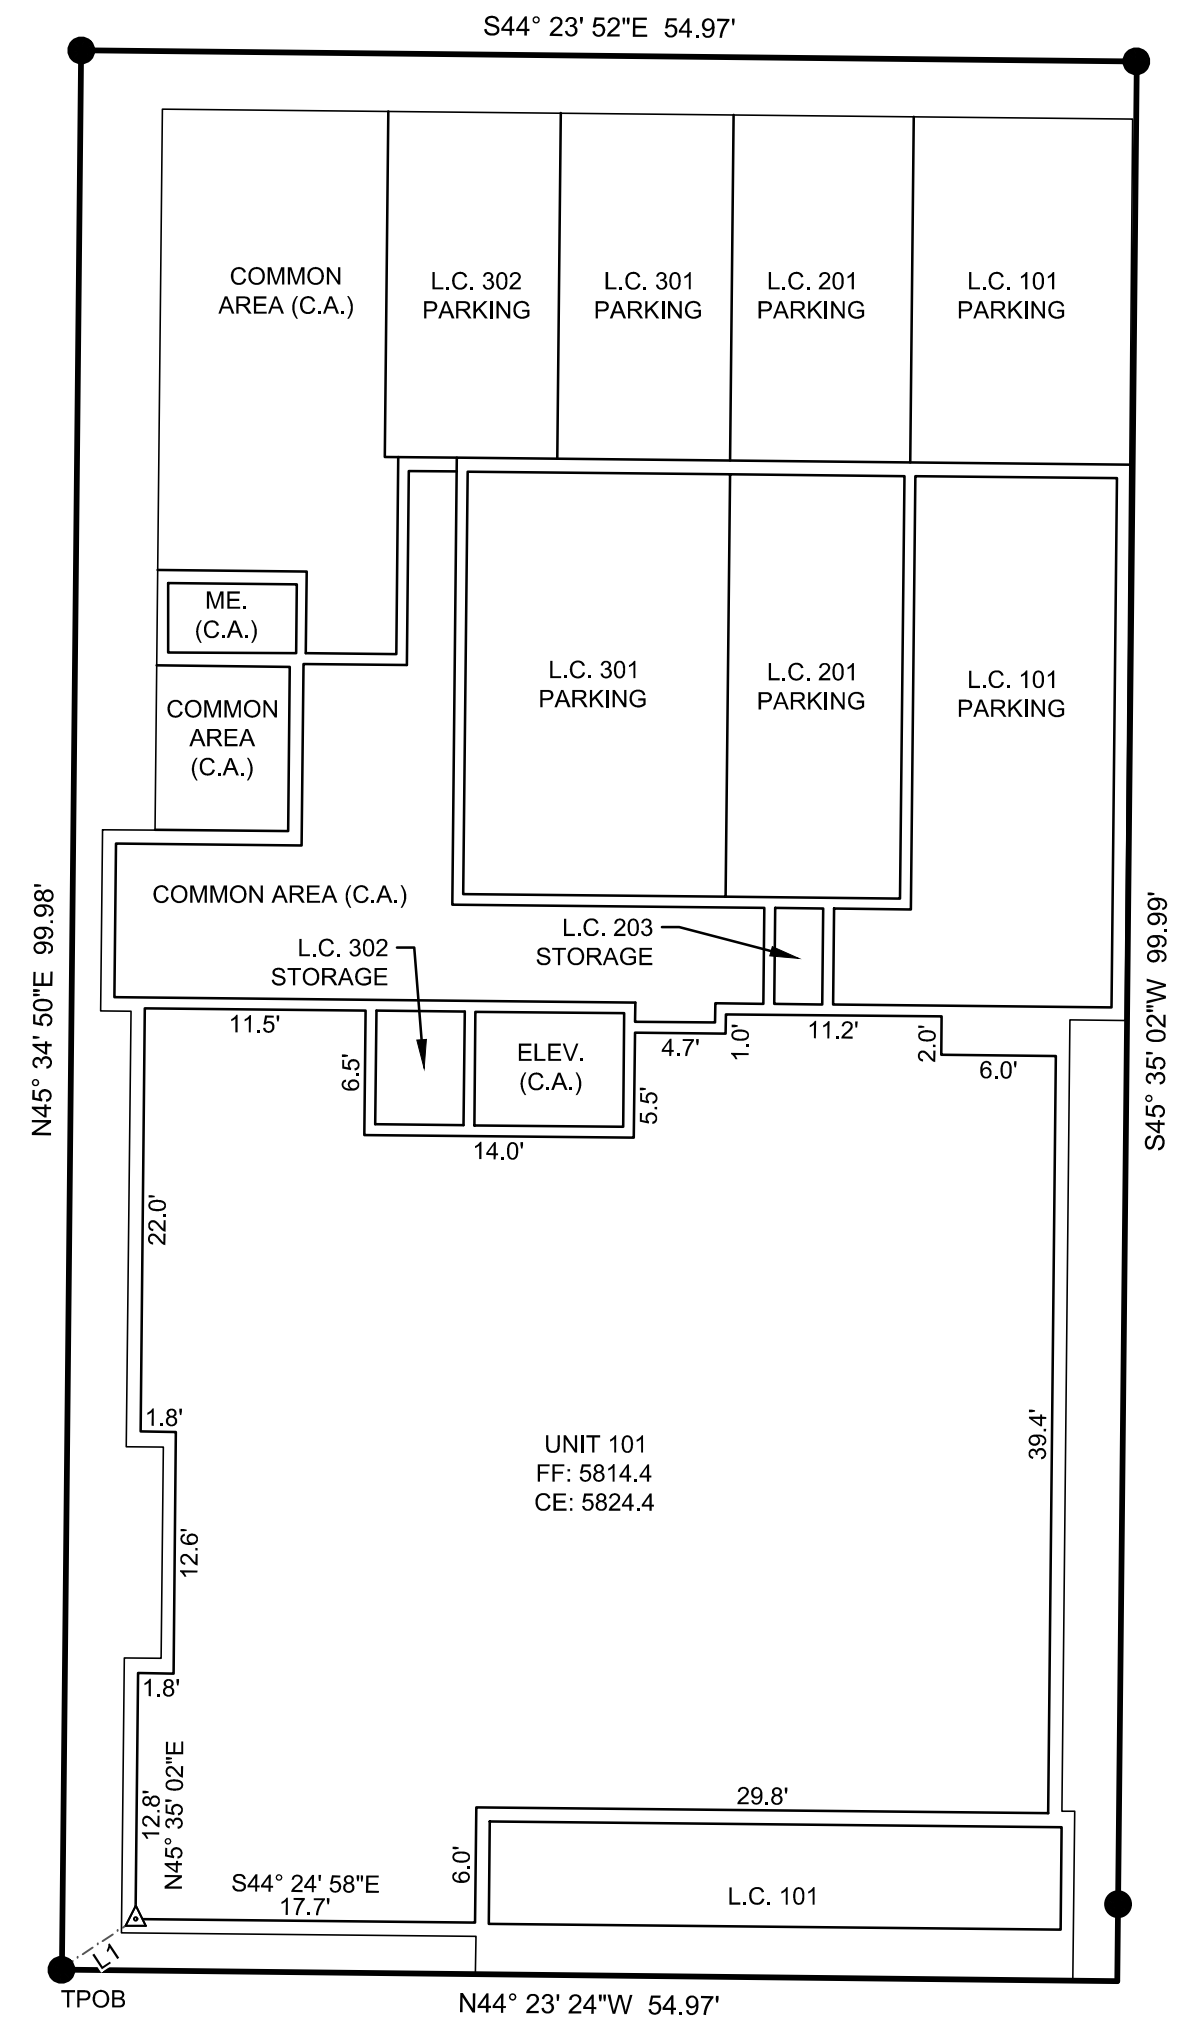 S44° 23' 52"E 54.97'
COMMON
AREA (C.A.)
L.C. 302
PARKING
L.C. 301
PARKING
L.C. 201
PARKING
L.C. 101
PARKING
ME.
(C.A.)
COMMON
AREA
(C.A.)
L.C. 301
PARKING
L.C. 201
PARKING
L.C. 101
PARKING
N45° 34' 50"E 99.98'
S45° 35' 02"W 99.99'
COMMON AREA (C.A.)
L.C. 203
STORAGE
L.C. 302
STORAGE
11.5'
6.5'
ELEV.
(C.A.)
4.7'
1.0'
11.2'
2.0'
6.0'
5.5'
14.0'
22.0'
1.8'
UNIT 101
FF: 5814.4
CE: 5824.4
39.4'
12.6'
1.8'
12.8'
N45° 35' 02"E
29.8'
6.0'
S44° 24' 58"E
17.7'
L.C. 101
L1
TPOB
N44° 23' 24"W 54.97'